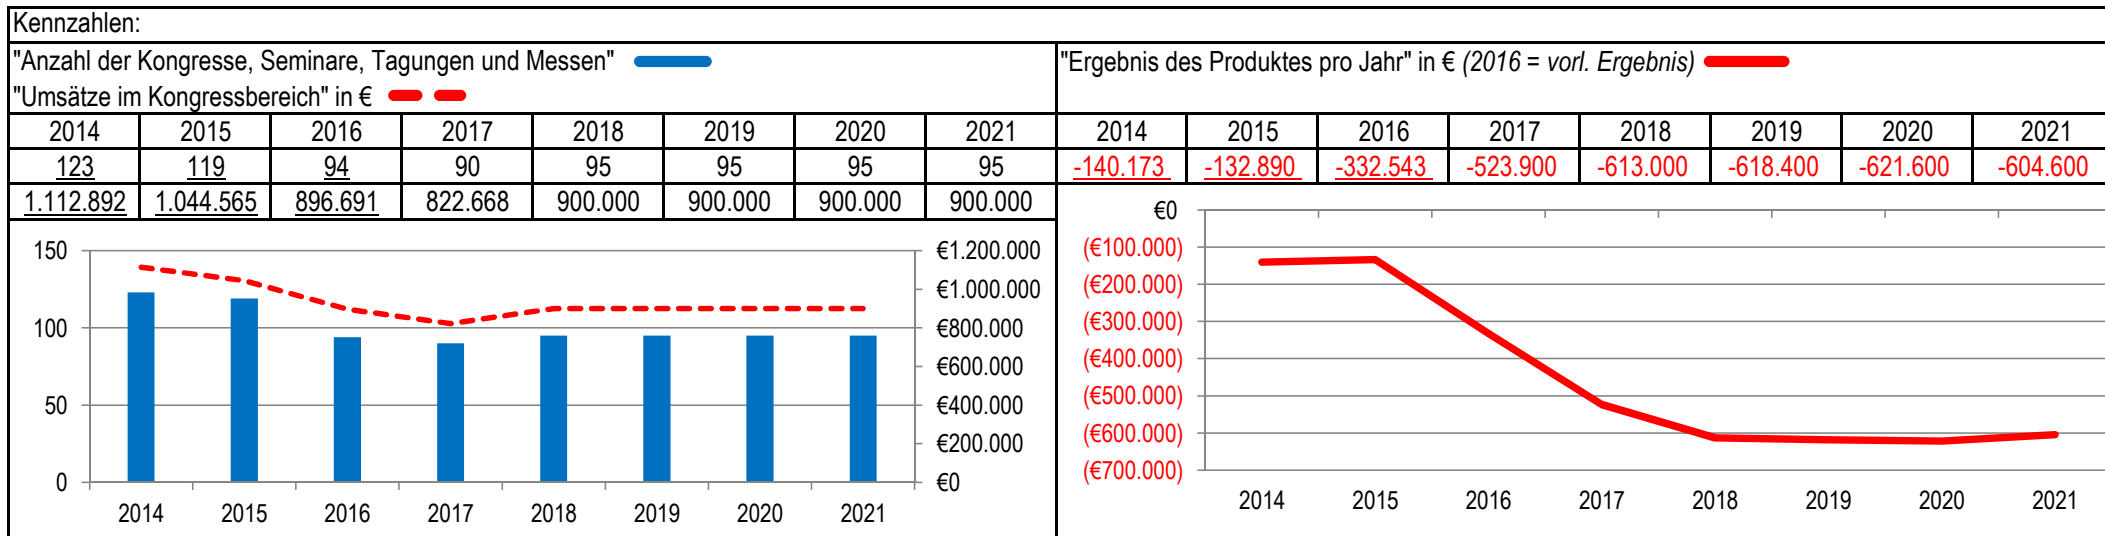 Kennzahlen:
"Anzahl der Kongresse, Seminare, Tagungen und Messen"
"Umsätze im Kongressbereich" in €
"Ergebnis des Produktes pro Jahr" in € (2016 = vorl. Ergebnis)
2014 2015 2016 2017 2018 2019 2020 2021
123 119 94 90 95 95 95 95
1.112.892 1.044.565 896.691 822.668 900.000 900.000 900.000 900.000
2014 2015 2016 2017 2018 2019 2020 2021
-140.173 -132.890 -332.543 -523.900 -613.000 -618.400 -621.600 -604.600
150
100
50
0
€1.200.000
€1.000.000
€800.000
€600.000
€400.000
€200.000
€0
2014 2015 2016 2017 2018 2019 2020 2021
€0
(€100.000)
(€200.000)
(€300.000)
(€400.000)
(€500.000)
(€600.000)
(€700.000)
2014 2015 2016 2017 2018 2019 2020 2021